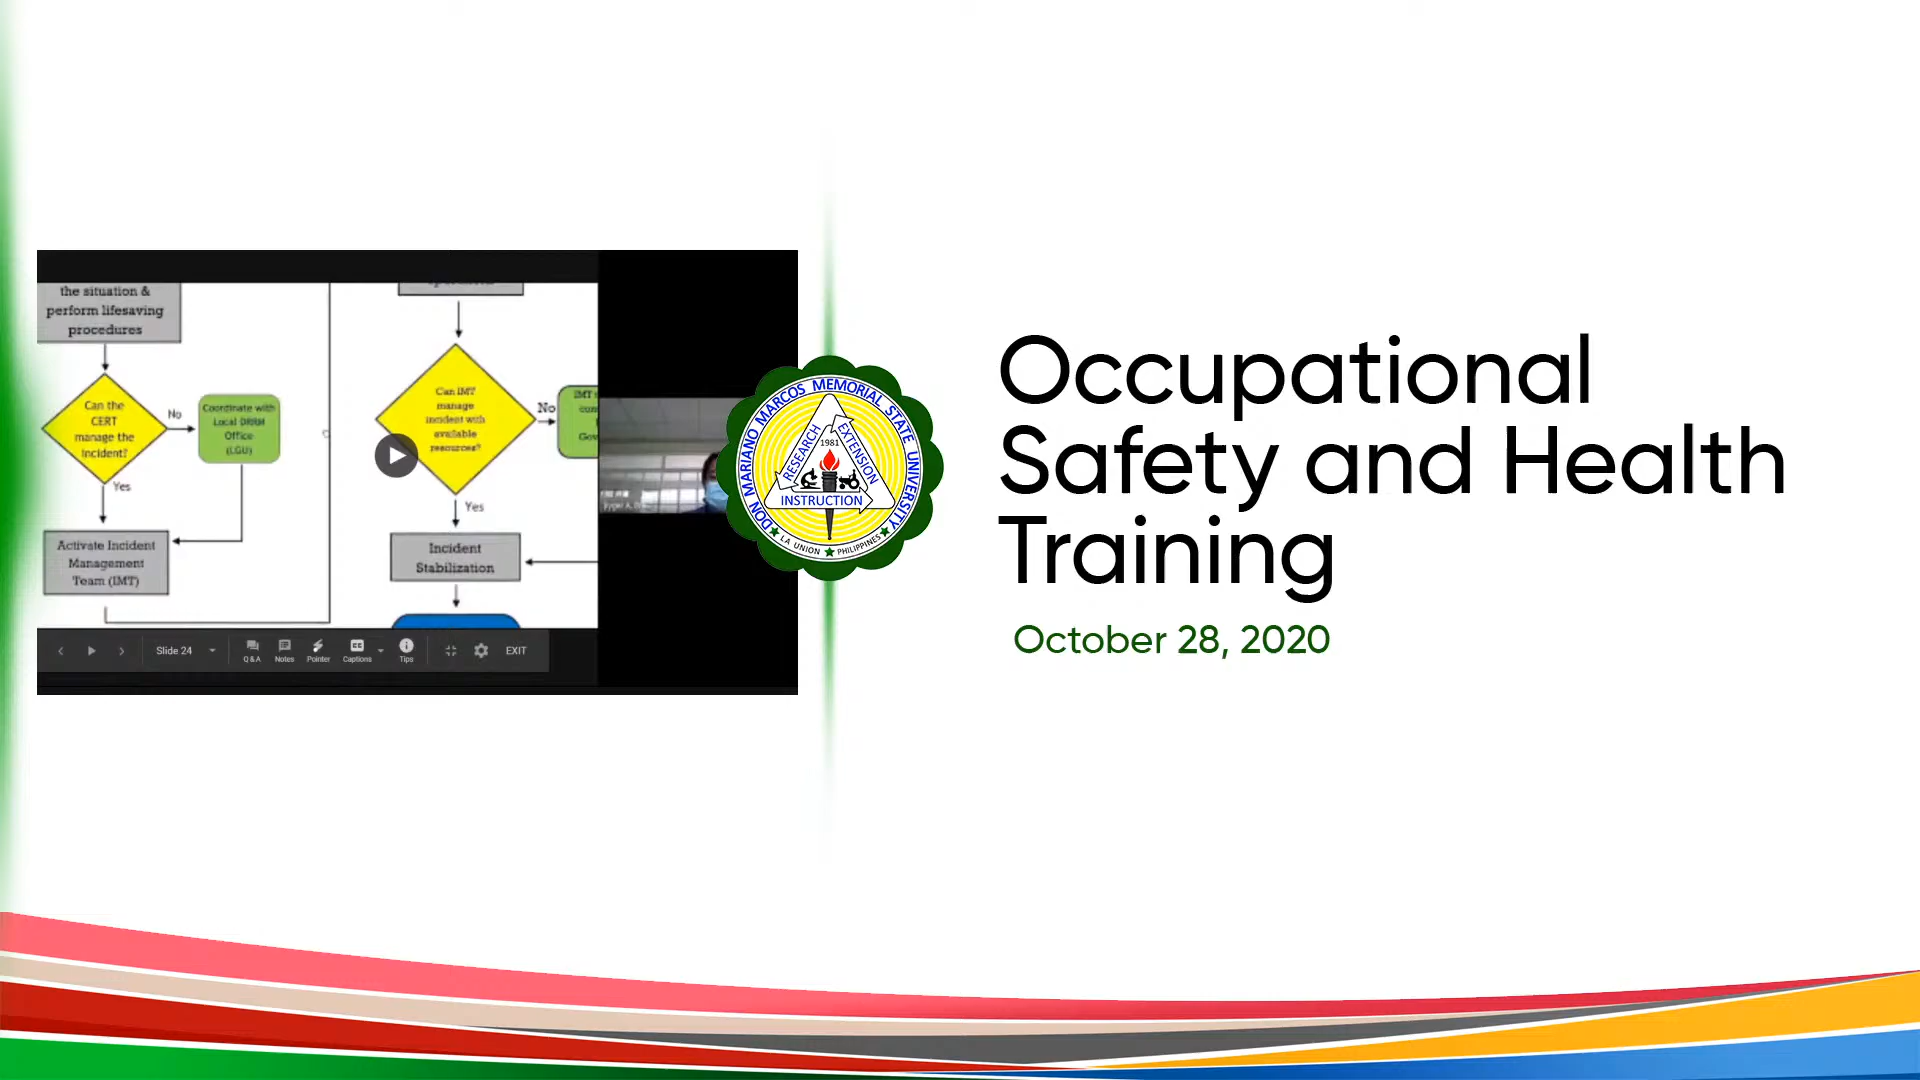 the situation &
perform lifesaving
procedures
Can the
CERT
manage the
incident?
No
Coordinate with
Local DRRM
Office
(LGU)
Yes
Activate Incident
Management
Team (IMT)
Can IMT
manage
incident with
available
resources?
No
IMT
Yes
Incident
Stabilization
Slide 24
Q&A
Notes
Pointer
Captions
Tips
EXIT
DON MARIANO MARCOS MEMORIAL STATE UNIVERSITY
1981
RESEARCH
EXTENSION
INSTRUCTION
LA UNION PHILIPPINES
Occupational
Safety and Health
Training
October 28, 2020